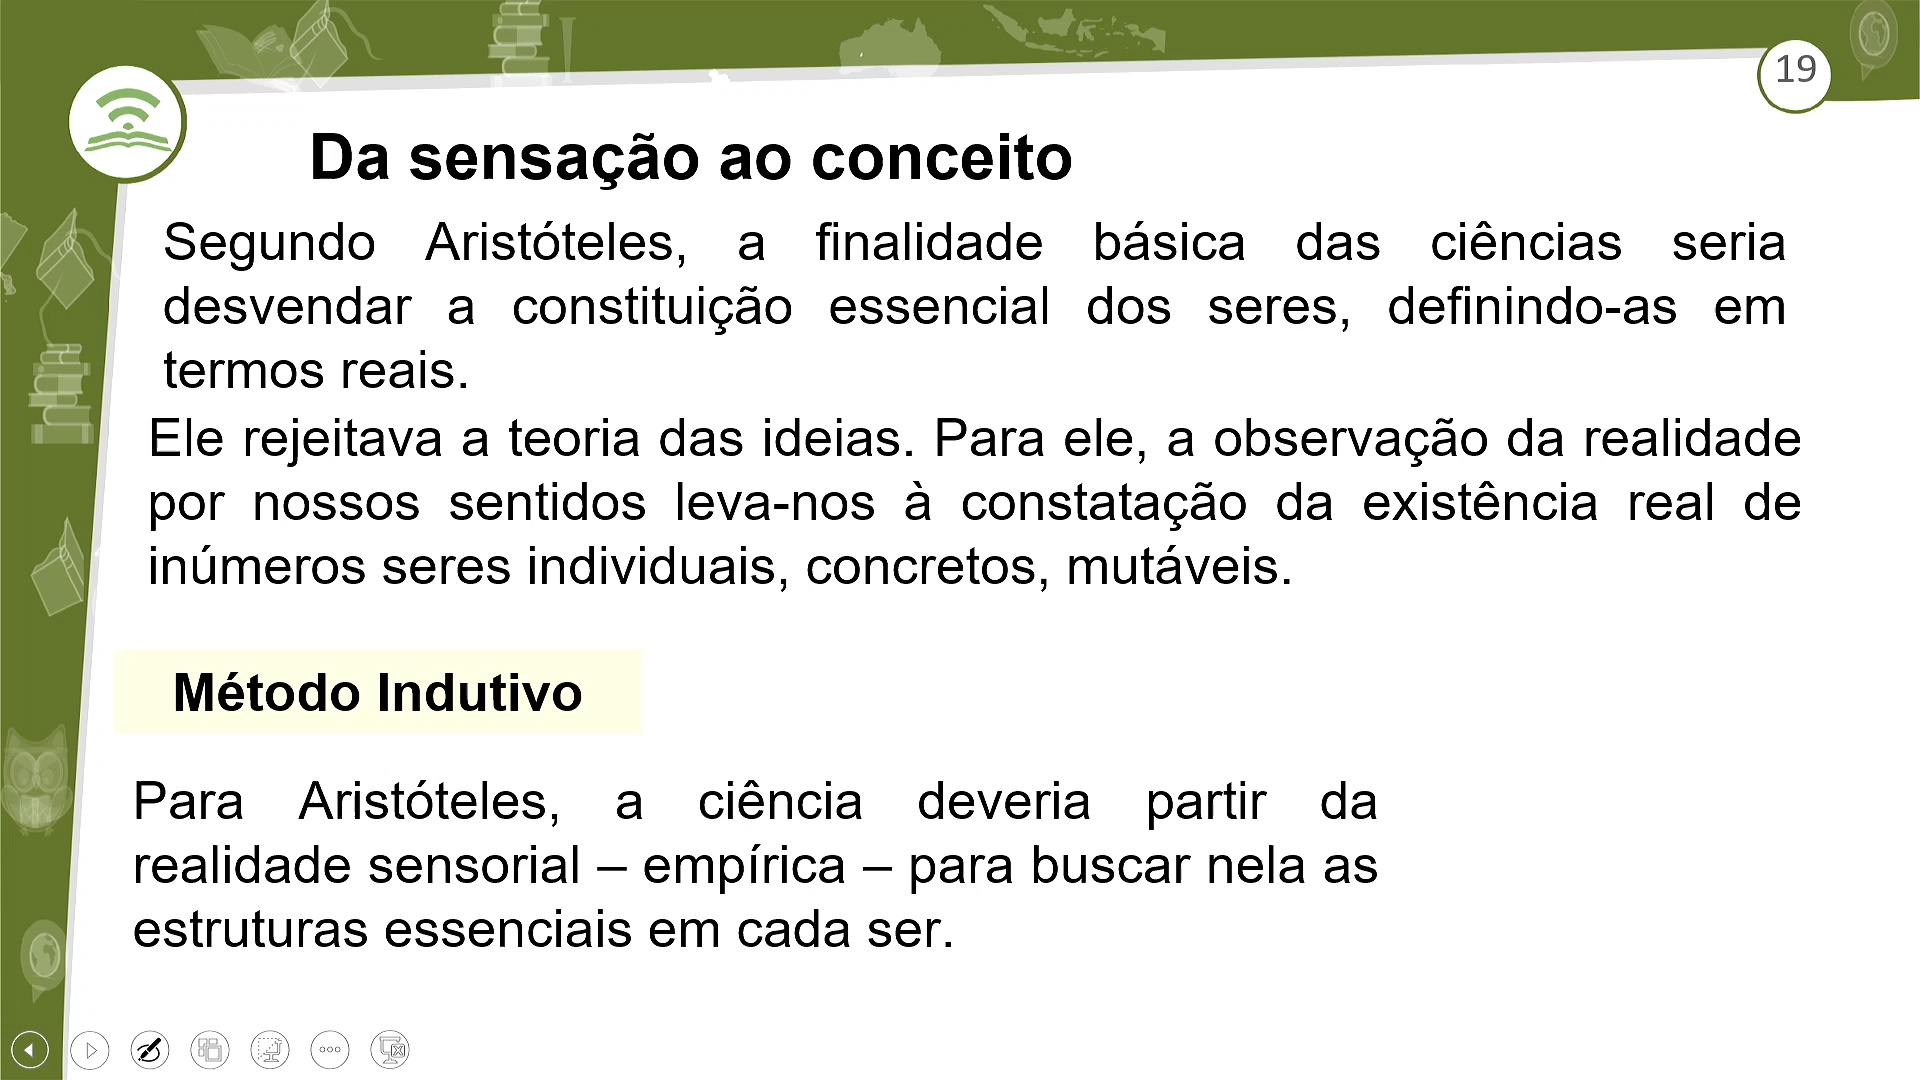 19
Da sensação ao conceito
Segundo Aristóteles, a finalidade básica das ciências seria
desvendar a constituição essencial dos seres, definindo-as em
termos reais.
Ele rejeitava a teoria das ideias. Para ele, a observação da realidade
por nossos sentidos leva-nos à constatação da existência real de
inúmeros seres individuais, concretos, mutáveis.
Método Indutivo
Para Aristóteles, a ciência deveria partir da
realidade sensorial – empírica – para buscar nela as
estruturas essenciais em cada ser.